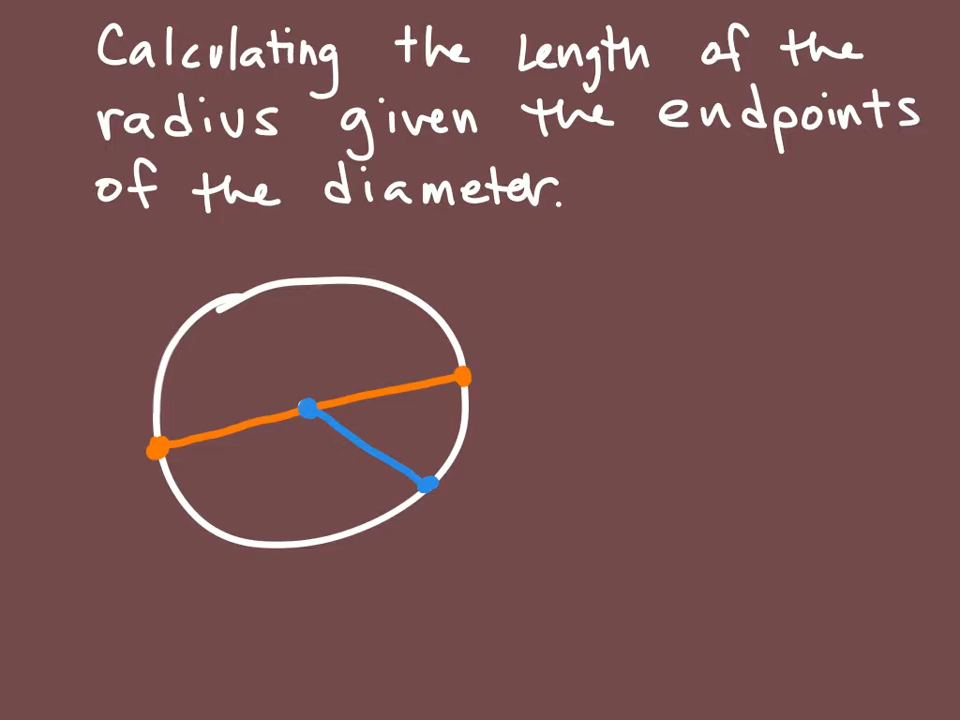 Calculating the Length of the
radius given the endpoints
of the diameter.